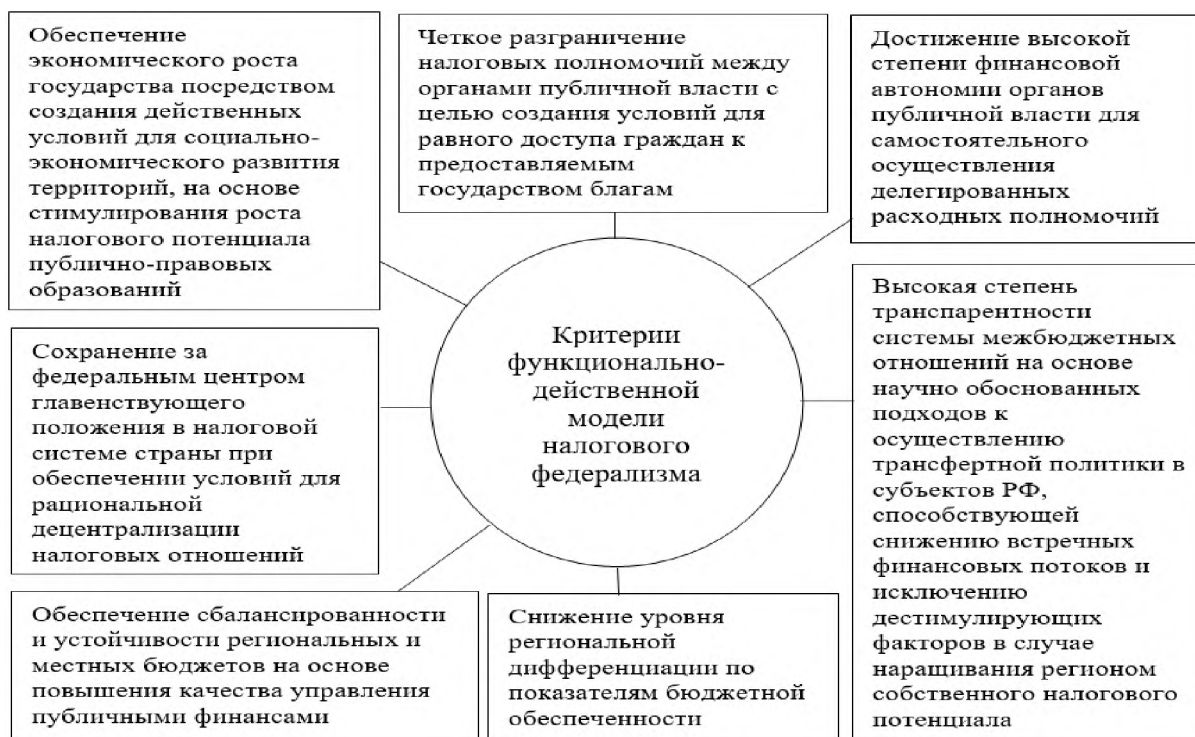 Обеспечение
экономического роста
государства посредством
создания действенных
условий для социально-
экономического развития
территорий, на основе
стимулирования роста
налогового потенциала
публично-правовых
образований
Четкое разграничение
налоговых полномочий между
органами публичной власти с
целью создания условий для
равного доступа граждан к
предоставляемым
государством благам
Достижение высокой
степени финансовой
автономии органов
публичной власти для
самостоятельного
осуществления
делегированных
расходных полномочий
Сохранение за
федеральным центром
главенствующего
положения в налоговой
системе страны при
обеспечении условий для
рациональной
децентрализации
налоговых отношений
Критерии
функционально-
действенной
модели
налогового
федерализма
Высокая степень
транспарентности
системы межбюджетных
отношений на основе
научно обоснованных
подходов к
осуществлению
трансфертной политики в
субъектов РФ,
способствующей
снижению встречных
финансовых потоков и
исключению
дестимулирующих
факторов в случае
наращивания регионом
собственного налогового
потенциала
Обеспечение сбалансированности
и устойчивости региональных и
местных бюджетов на основе
повышения качества управления
публичными финансами
Снижение уровня
региональной
дифференциации по
показателям бюджетной
обеспеченности